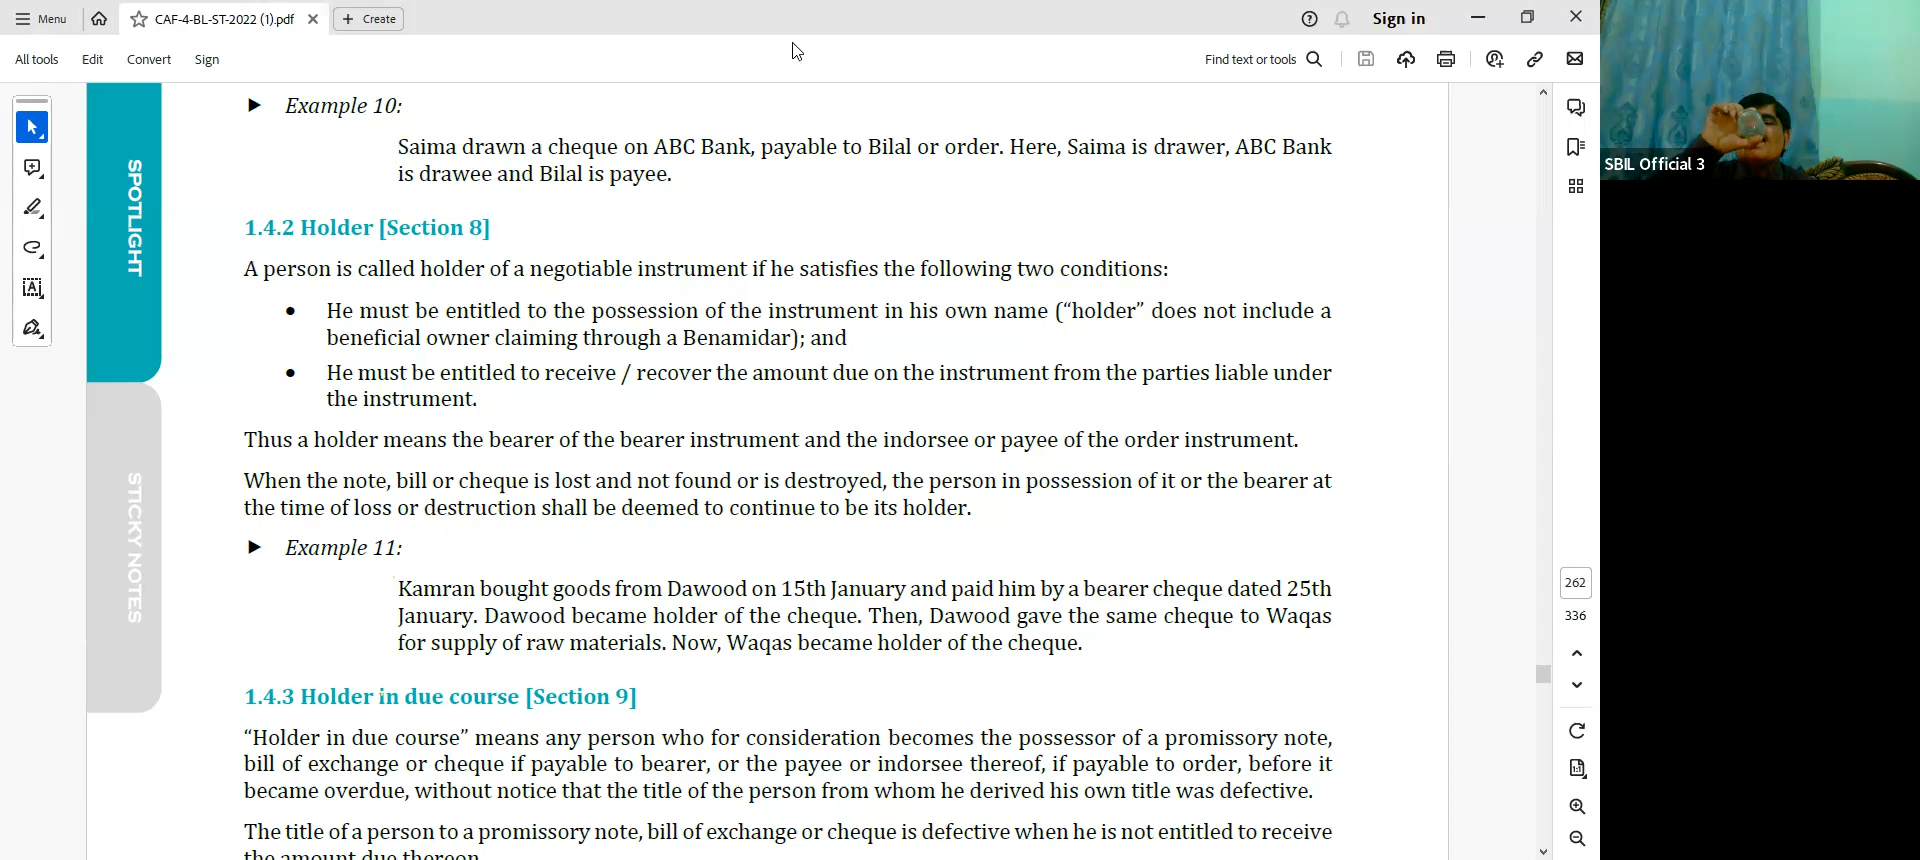 Menu
CAF-4-BL-ST-2022 (1).pdf
Create
Sign in
All tools
Edit
Convert
Sign
Find text or tools
SPOTLIGHT
STICKY NOTES
Example 10:
Saima drawn a cheque on ABC Bank, payable to Bilal or order. Here, Saima is drawer, ABC Bank
is drawee and Bilal is payee.
1.4.2 Holder [Section 8]
A person is called holder of a negotiable instrument if he satisfies the following two conditions:
• He must be entitled to the possession of the instrument in his own name (“holder” does not include a
beneficial owner claiming through a Benamidar); and
• He must be entitled to receive / recover the amount due on the instrument from the parties liable under
the instrument.
Thus a holder means the bearer of the bearer instrument and the indorsee or payee of the order instrument.
When the note, bill or cheque is lost and not found or is destroyed, the person in possession of it or the bearer at
the time of loss or destruction shall be deemed to continue to be its holder.
Example 11:
Kamran bought goods from Dawood on 15th January and paid him by a bearer cheque dated 25th
January. Dawood became holder of the cheque. Then, Dawood gave the same cheque to Waqas
for supply of raw materials. Now, Waqas became holder of the cheque.
1.4.3 Holder in due course [Section 9]
“Holder in due course” means any person who for consideration becomes the possessor of a promissory note,
bill of exchange or cheque if payable to bearer, or the payee or indorsee thereof, if payable to order, before it
became overdue, without notice that the title of the person from whom he derived his own title was defective.
The title of a person to a promissory note, bill of exchange or cheque is defective when he is not entitled to receive
the amount due thereon.
262
336
SBIL Official 3